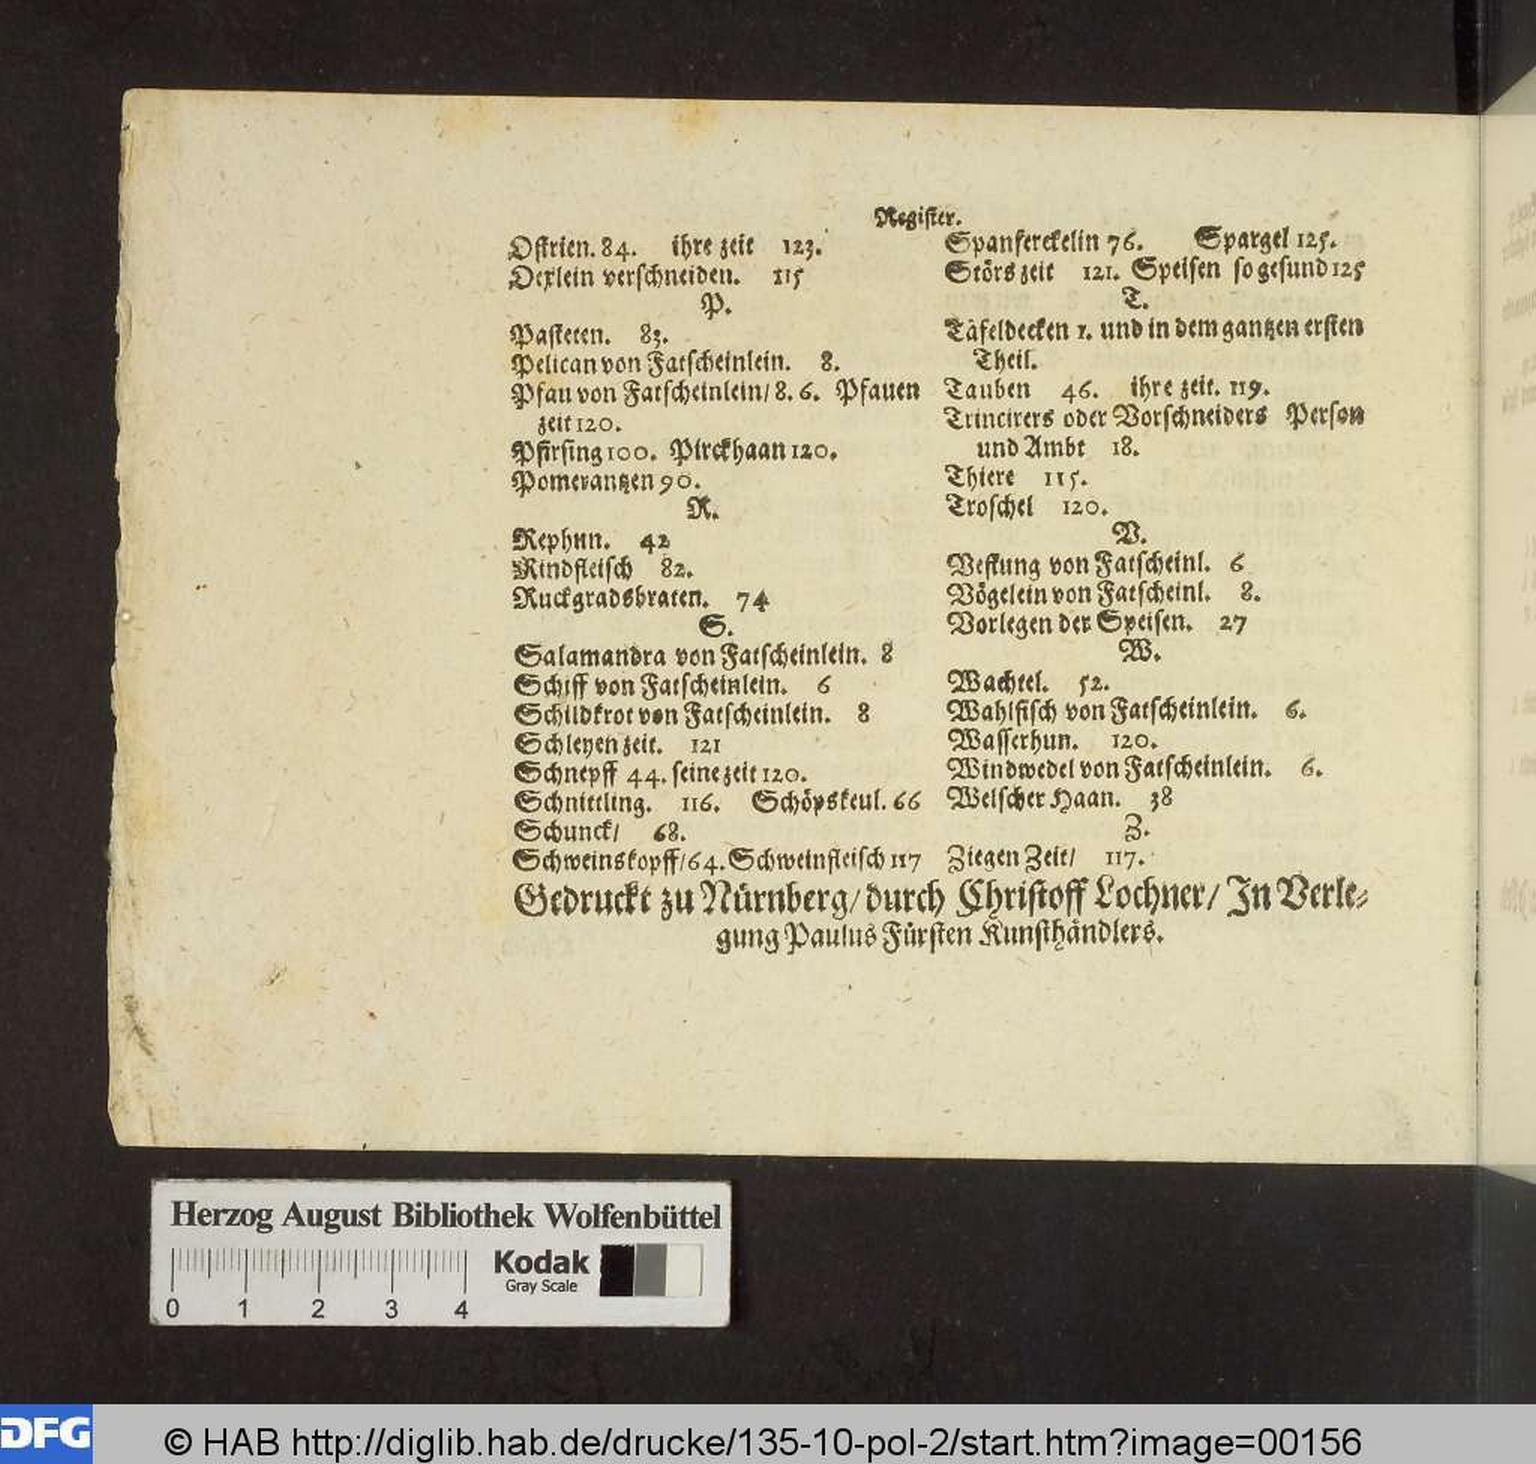 Register.
Ostrien. 84. ihre zeit 123.
Oexlein verschneiden. 115
P.
Pasteten. 83.
Pelican von Fatscheinlein. 8.
Pfau von Fatscheinlein/ 8. 6. Pfauen
zeit 120.
Pfirsing 100. Pirckhaan 120.
Pomerantzen 90.
R.
Rephun. 42
Rindfleisch 82.
Ruckgradsbraten. 74
S.
Salamandra von Fatscheinlein. 8
Schiff von Fatscheinlein. 6
Schildkrot von Fatscheinlein. 8
Schleyen zeit. 121
Schnepff 44. seine zeit 120.
Schnittling. 116. Schöpskeul. 66
Schunck/ 68.
Schweinskopff/ 64. Schweinfleisch 117
Spanferckelin 76. Spargel 125.
Störs zeit 121. Speisen so gesund 125
T.
Täfeldecken 1. und in dem gantzen ersten
Theil.
Tauben 46. ihre zeit. 119.
Trincirers oder Vorschneiders Person
und Ambt 18.
Thiere 115.
Troschel 120.
V.
Vestung von Fatscheinl. 6
Vögelein von Fatscheinl. 8.
Vorlegen der Speisen. 27
W.
Wachtel. 52.
Wahlfisch von Fatscheinlein. 6.
Wasserhun. 120.
Windwedel von Fatscheinlein. 6.
Welscher Haan. 38
Z.
Ziegen Zeit/ 117.
Gedruckt zu Nürnberg/ durch Christoff Lochner/ In Verle-
gung Paulus Fürsten Kunsthändlers.
Herzog August Bibliothek Wolfenbüttel
Kodak
Gray Scale
0 1 2 3 4
DFG
© HAB http://diglib.hab.de/drucke/135-10-pol-2/start.htm?image=00156